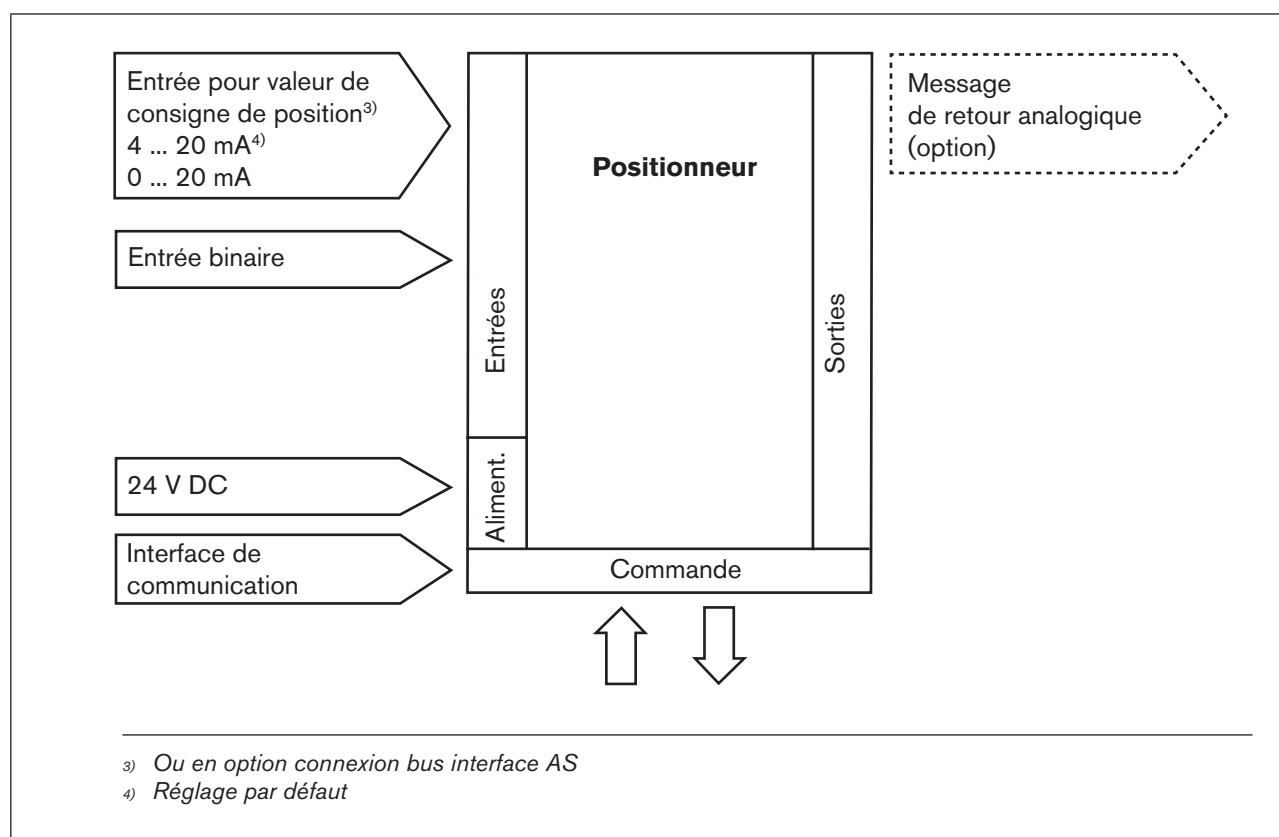 Entrée pour valeur de
consigne de position3)
4 ... 20 mA4)
0 ... 20 mA
Entrée binaire
24 V DC
Interface de
communication
Entrées
Aliment.
Positionneur
Commande
Sorties
Message
de retour analogique
(option)
3) Ou en option connexion bus interface AS
4) Réglage par défaut